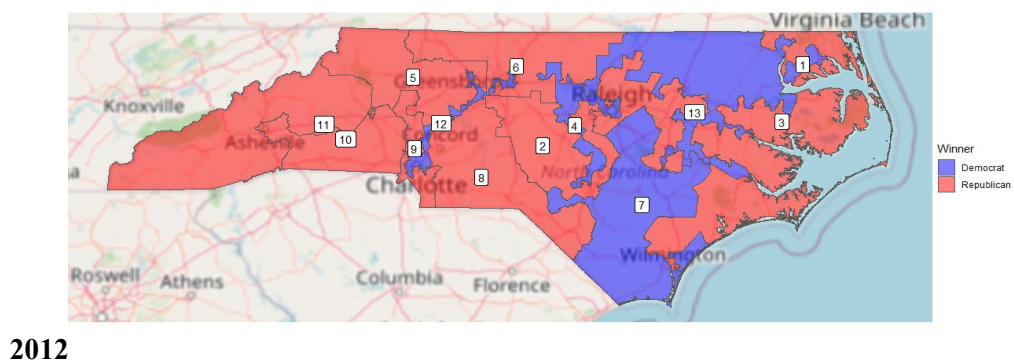 Virginia Beach
Knoxville
Greensboro
Raleigh
Asheville
Concord
Charlotte
North Carolina
Wilmington
Roswell
Athens
Columbia
Florence
a
5
6
1
11
12
4
13
3
10
9
2
8
7
Winner
Democrat
Republican
2012